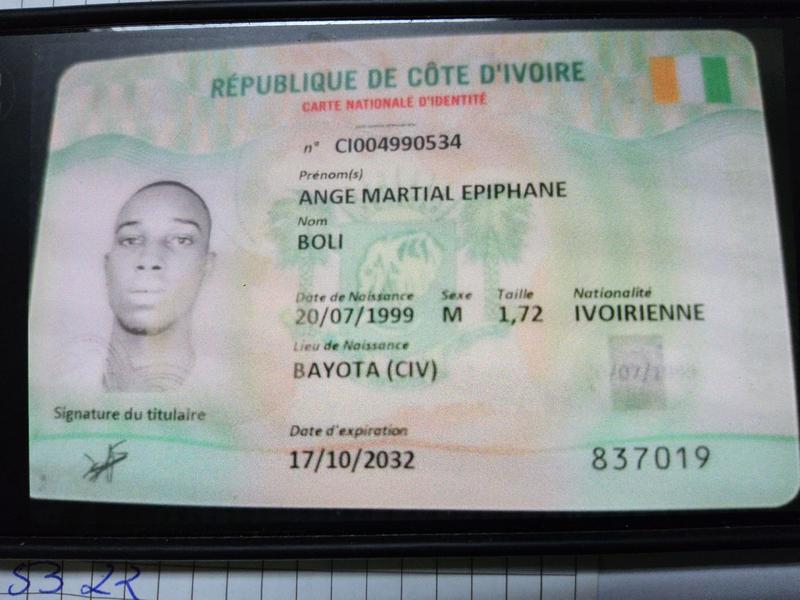 RÉPUBLIQUE DE CÔTE D'IVOIRE
CARTE NATIONALE D'IDENTITÉ
n° CI004990534
Prénom(s)
ANGE MARTIAL EPIPHANE
Nom
BOLI
Date de Naissance Sexe Taille Nationalité
20/07/1999 M 1,72 IVOIRIENNE
Lieu de Naissance
BAYOTA (CIV)
Signature du titulaire
Date d'expiration
17/10/2032
837019